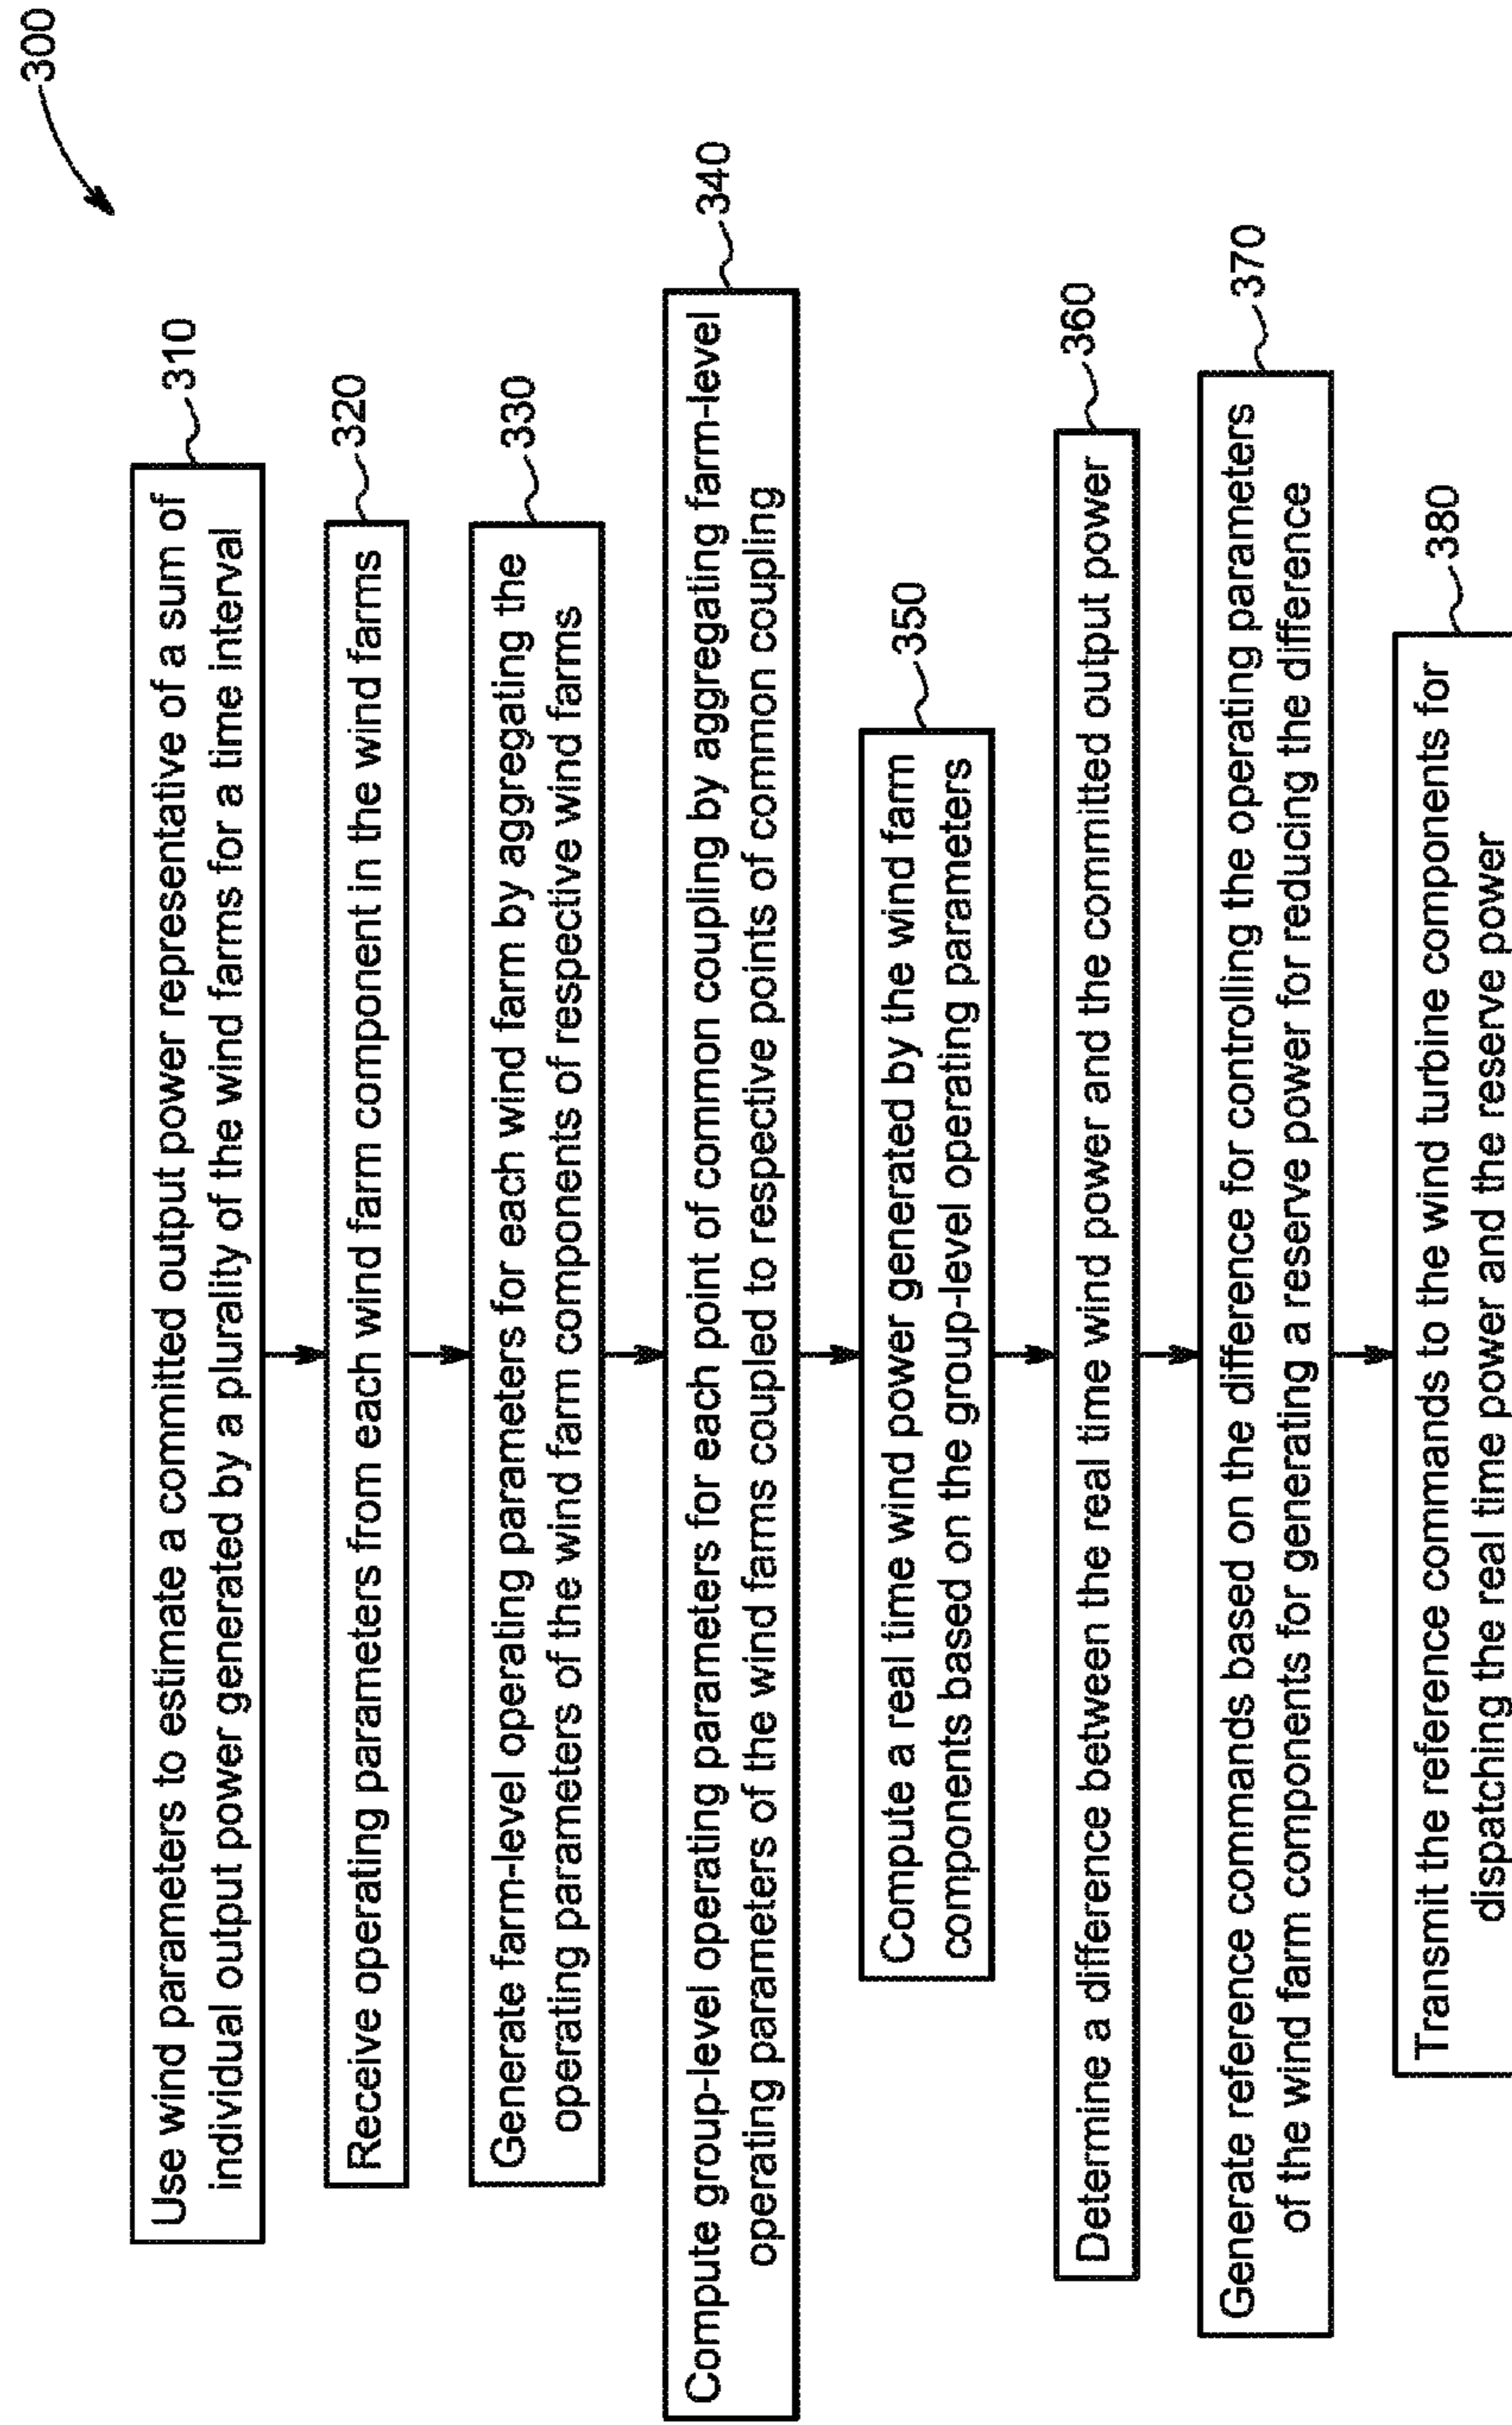 300
Use wind parameters to estimate a committed output power representative of a sum of
individual output power generated by a plurality of the wind farms for a time interval
310
Receive operating parameters from each wind farm component in the wind farms
320
Generate farm-level operating parameters for each wind farm by aggregating the
operating parameters of the wind farm components of respective wind farms
330
Compute group-level operating parameters for each point of common coupling by aggregating farm-level
operating parameters of the wind farms coupled to respective points of common coupling
340
Compute a real time wind power generated by the wind farm
components based on the group-level operating parameters
350
Determine a difference between the real time wind power and the committed output power
360
Generate reference commands based on the difference for controlling the operating parameters
of the wind farm components for generating a reserve power for reducing the difference
370
Transmit the reference commands to the wind turbine components for
dispatching the real time power and the reserve power
380